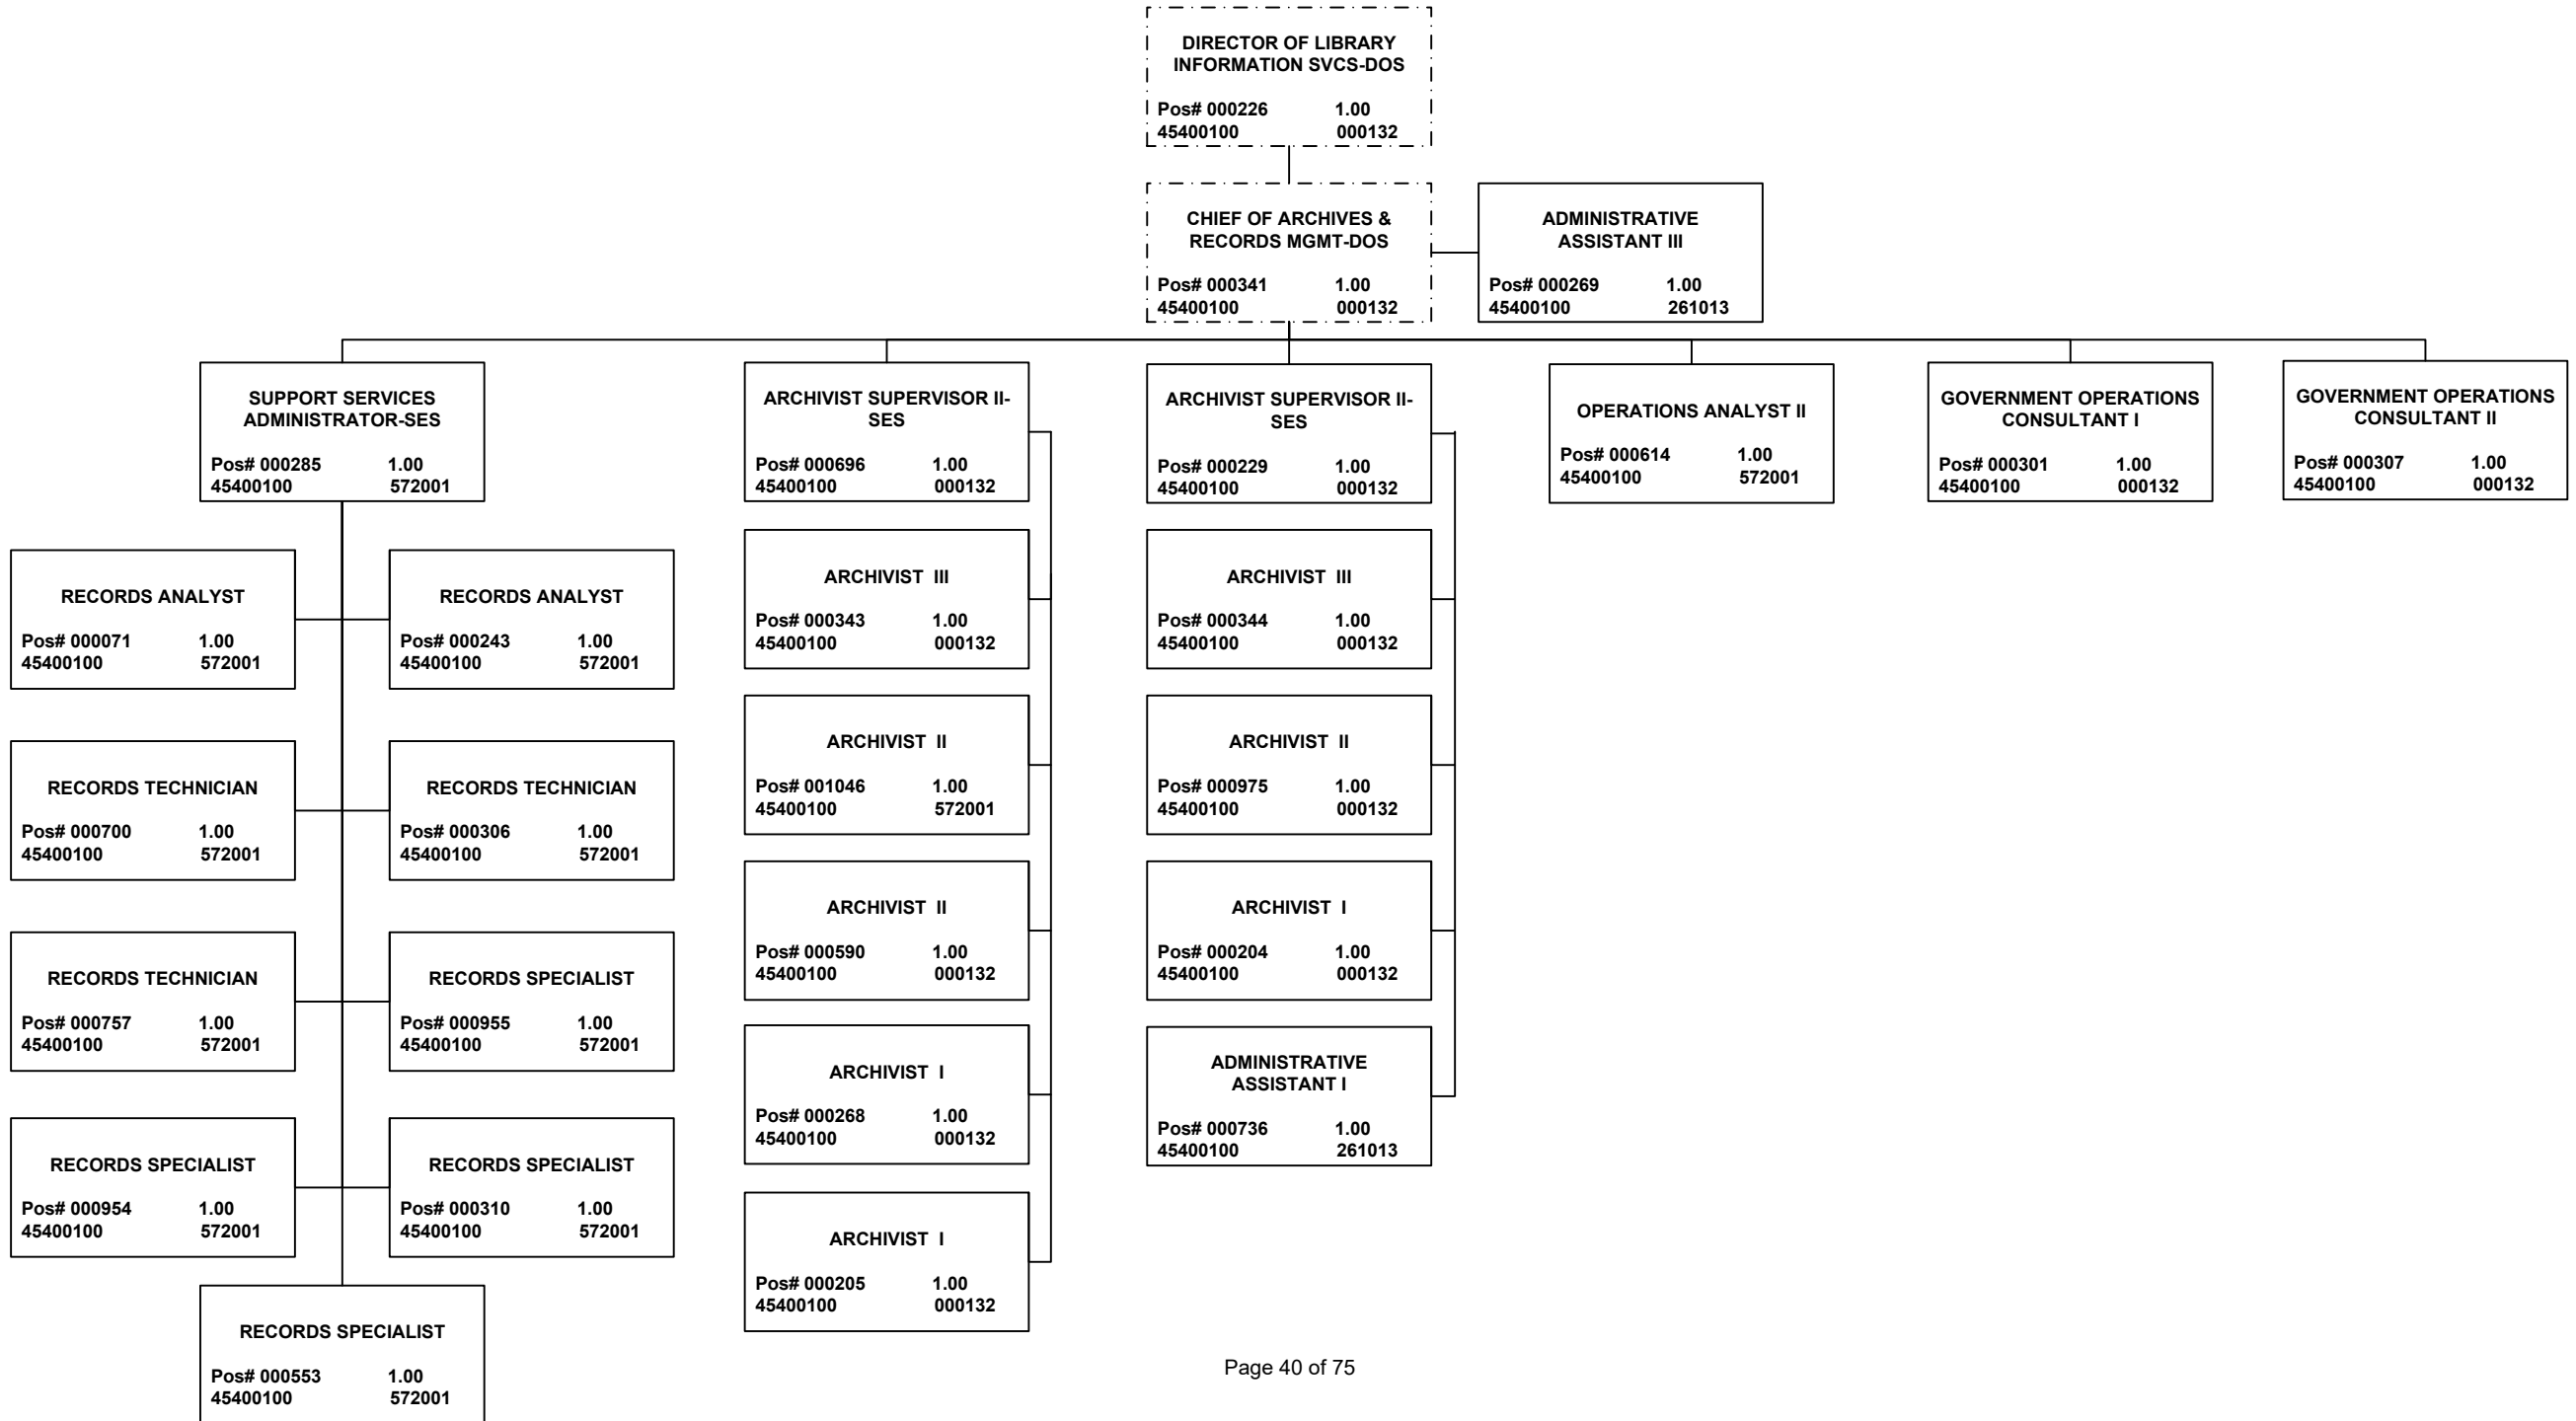 DIRECTOR OF LIBRARY
INFORMATION SVCS-DOS
Pos# 000226 1.00
45400100 000132
CHIEF OF ARCHIVES &
RECORDS MGMT-DOS
Pos# 000341 1.00
45400100 000132
ADMINISTRATIVE
ASSISTANT III
Pos# 000269 1.00
45400100 261013
SUPPORT SERVICES
ADMINISTRATOR-SES
Pos# 000285 1.00
45400100 572001
ARCHIVIST SUPERVISOR II-
SES
Pos# 000696 1.00
45400100 000132
ARCHIVIST SUPERVISOR II-
SES
Pos# 000229 1.00
45400100 000132
OPERATIONS ANALYST II
Pos# 000614 1.00
45400100 572001
GOVERNMENT OPERATIONS
CONSULTANT I
Pos# 000301 1.00
45400100 000132
GOVERNMENT OPERATIONS
CONSULTANT II
Pos# 000307 1.00
45400100 000132
RECORDS ANALYST
Pos# 000071 1.00
45400100 572001
RECORDS ANALYST
Pos# 000243 1.00
45400100 572001
RECORDS TECHNICIAN
Pos# 000700 1.00
45400100 572001
RECORDS TECHNICIAN
Pos# 000306 1.00
45400100 572001
RECORDS TECHNICIAN
Pos# 000757 1.00
45400100 572001
RECORDS SPECIALIST
Pos# 000955 1.00
45400100 572001
RECORDS SPECIALIST
Pos# 000954 1.00
45400100 572001
RECORDS SPECIALIST
Pos# 000310 1.00
45400100 572001
RECORDS SPECIALIST
Pos# 000553 1.00
45400100 572001
ARCHIVIST III
Pos# 000343 1.00
45400100 000132
ARCHIVIST II
Pos# 001046 1.00
45400100 572001
ARCHIVIST II
Pos# 000590 1.00
45400100 000132
ARCHIVIST I
Pos# 000268 1.00
45400100 000132
ARCHIVIST I
Pos# 000205 1.00
45400100 000132
ARCHIVIST III
Pos# 000344 1.00
45400100 000132
ARCHIVIST II
Pos# 000975 1.00
45400100 000132
ARCHIVIST I
Pos# 000204 1.00
45400100 000132
ADMINISTRATIVE
ASSISTANT I
Pos# 000736 1.00
45400100 261013
Page 40 of 75